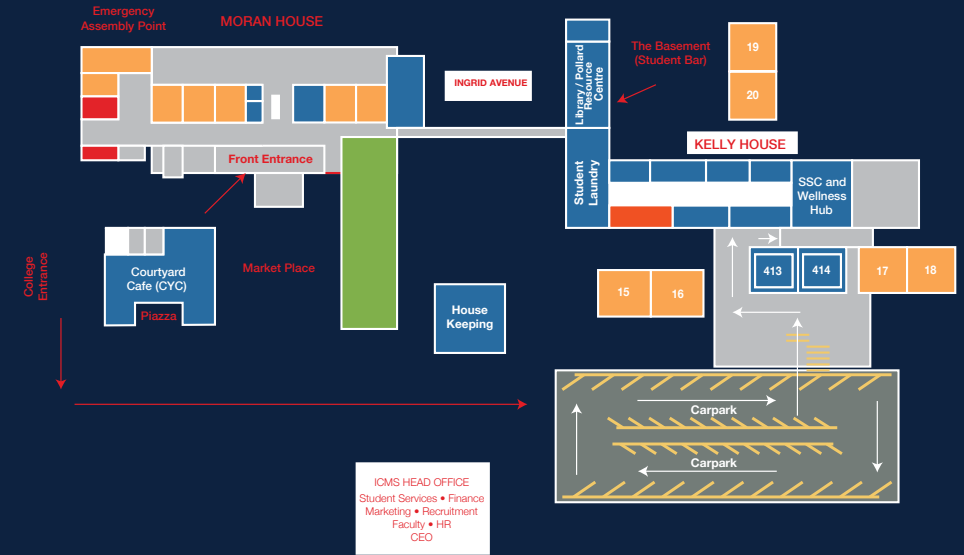 Emergency
Assembly Point
MORAN HOUSE
INGRID AVENUE
Library / Pollard
Resource
Centre
The Basement
(Student Bar)
19
20
KELLY HOUSE
Front Entrance
Student
Laundry
SSC and
Wellness
Hub
College
Entrance
Courtyard
Cafe (CYC)
Piazza
Market Place
House
Keeping
15
16
413
414
17
18
Carpark
Carpark
ICMS HEAD OFFICE
Student Services • Finance
Marketing • Recruitment
Faculty • HR
CEO